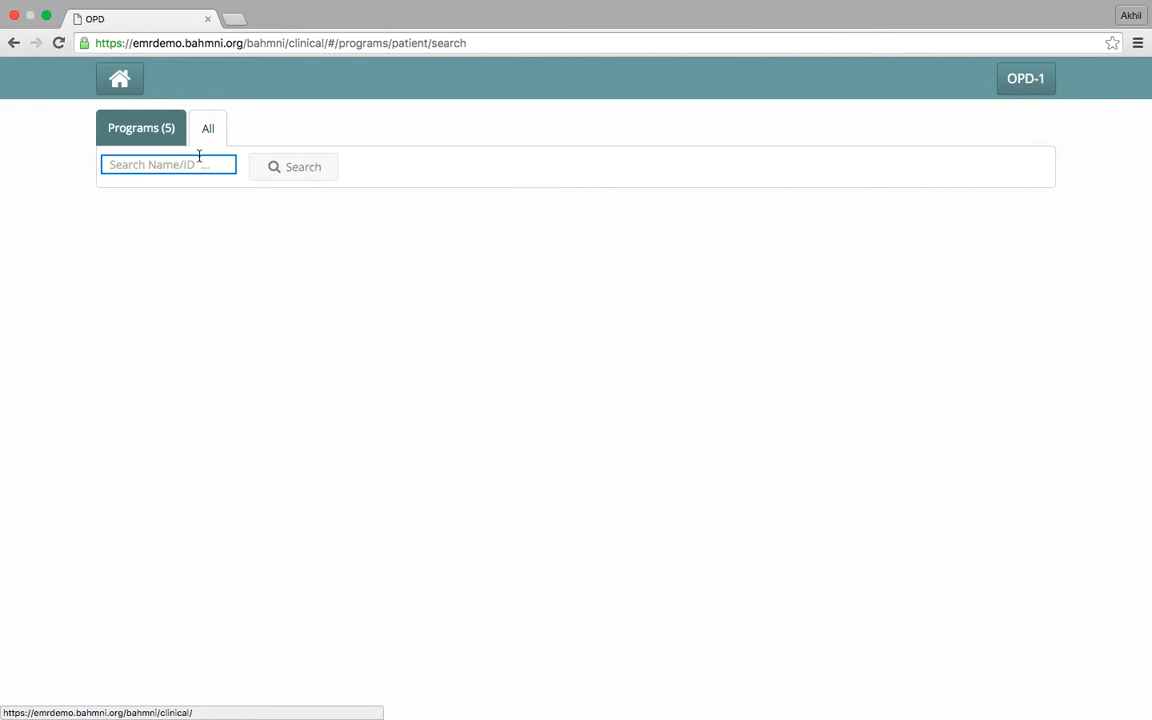 OPD
Akhil
https://emrdemo.bahmni.org/bahmni/clinical/#/programs/patient/search
OPD-1
Programs (5)
All
Search Name/ID ...
Search
https://emrdemo.bahmni.org/bahmni/clinical/